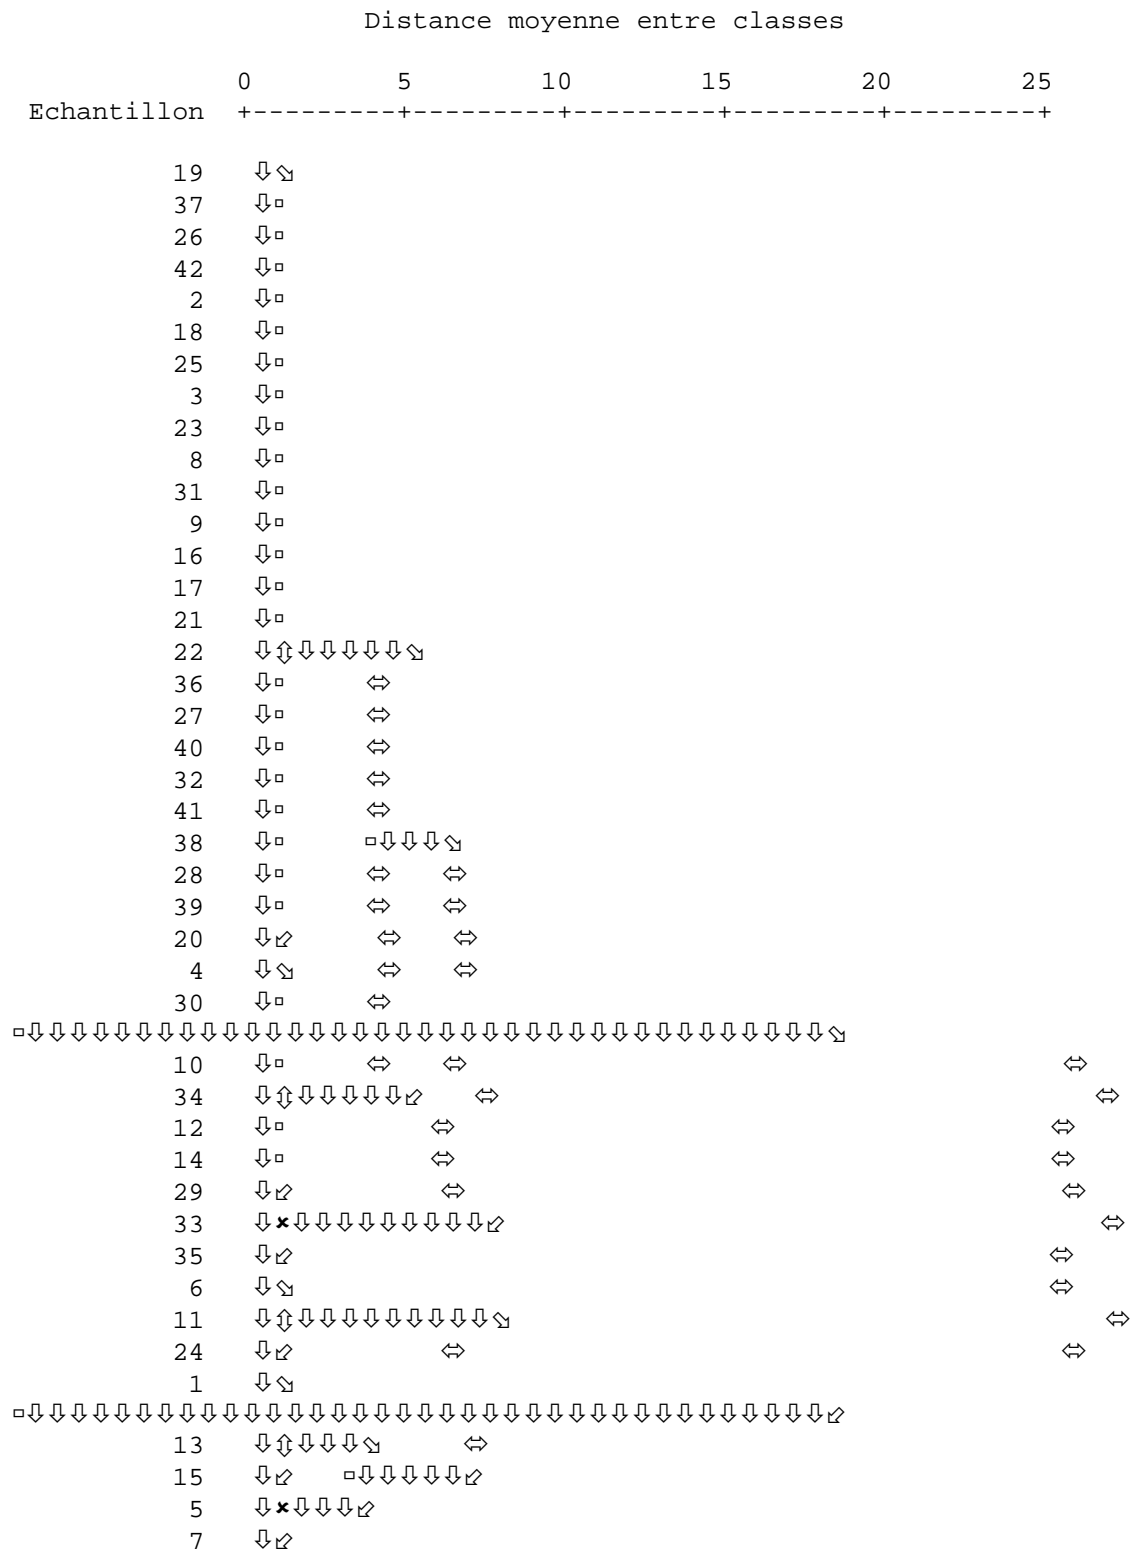 Distance moyenne entre classes
0 5 10 15 20 25
Echantillon +---------+---------+---------+---------+---------+
19 ⇩⬂
37 ⇩▫
26 ⇩▫
42 ⇩▫
2 ⇩▫
18 ⇩▫
25 ⇩▫
3 ⇩▫
23 ⇩▫
8 ⇩▫
31 ⇩▫
9 ⇩▫
16 ⇩▫
17 ⇩▫
21 ⇩▫
22 ⇩⇳⇩⇩⇩⇩⇩⬂
36 ⇩▫ ⬄
27 ⇩▫ ⬄
40 ⇩▫ ⬄
32 ⇩▫ ⬄
41 ⇩▫ ⬄
38 ⇩▫ ▫⇩⇩⇩⬂
28 ⇩▫ ⬄ ⬄
39 ⇩▫ ⬄ ⬄
20 ⇩⬃ ⬄ ⬄
4 ⇩⬂ ⬄ ⬄
30 ⇩▫ ⬄
▫⇩⇩⇩⇩⇩⇩⇩⇩⇩⇩⇩⇩⇩⇩⇩⇩⇩⇩⇩⇩⇩⇩⇩⇩⇩⇩⇩⇩⇩⇩⇩⇩⇩⇩⇩⇩⇩⬂
10 ⇩▫ ⬄ ⬄ ⬄
34 ⇩⇳⇩⇩⇩⇩⇩⬃ ⬄ ⬄
12 ⇩▫ ⬄ ⬄
14 ⇩▫ ⬄ ⬄
29 ⇩⬃ ⬄ ⬄
33 ⇩✖⇩⇩⇩⇩⇩⇩⇩⇩⇩⬃ ⬄
35 ⇩⬃ ⬄
6 ⇩⬂ ⬄
11 ⇩⇳⇩⇩⇩⇩⇩⇩⇩⇩⇩⬂ ⬄
24 ⇩⬃ ⬄ ⬄
1 ⇩⬂
▫⇩⇩⇩⇩⇩⇩⇩⇩⇩⇩⇩⇩⇩⇩⇩⇩⇩⇩⇩⇩⇩⇩⇩⇩⇩⇩⇩⇩⇩⇩⇩⇩⇩⇩⇩⇩⇩⬃
13 ⇩⇳⇩⇩⇩⬂ ⬄
15 ⇩⬃ ▫⇩⇩⇩⇩⇩⬃
5 ⇩✖⇩⇩⇩⬃
7 ⇩⬃